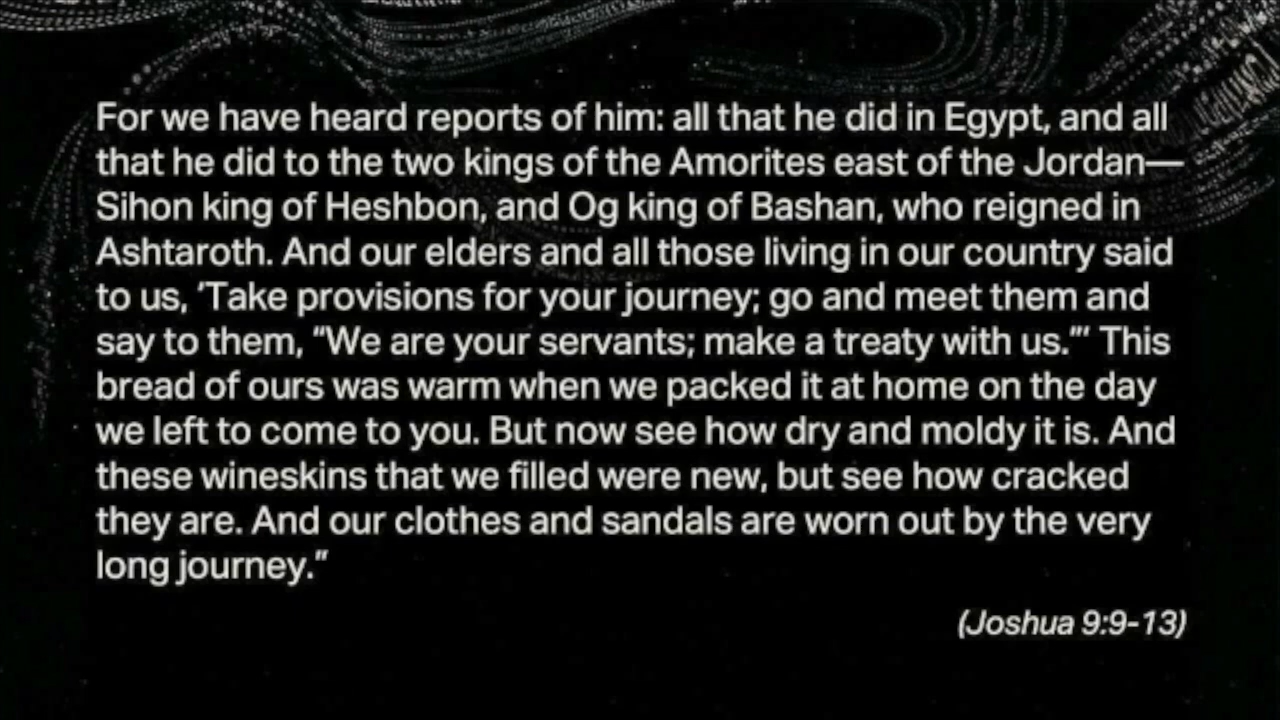 For we have heard reports of him: all that he did in Egypt, and all
that he did to the two kings of the Amorites east of the Jordan—
Sihon king of Heshbon, and Og king of Bashan, who reigned in
Ashtaroth. And our elders and all those living in our country said
to us, ‘Take provisions for your journey; go and meet them and
say to them, “We are your servants; make a treaty with us.”’ This
bread of ours was warm when we packed it at home on the day
we left to come to you. But now see how dry and moldy it is. And
these wineskins that we filled were new, but see how cracked
they are. And our clothes and sandals are worn out by the very
long journey.”
(Joshua 9:9-13)